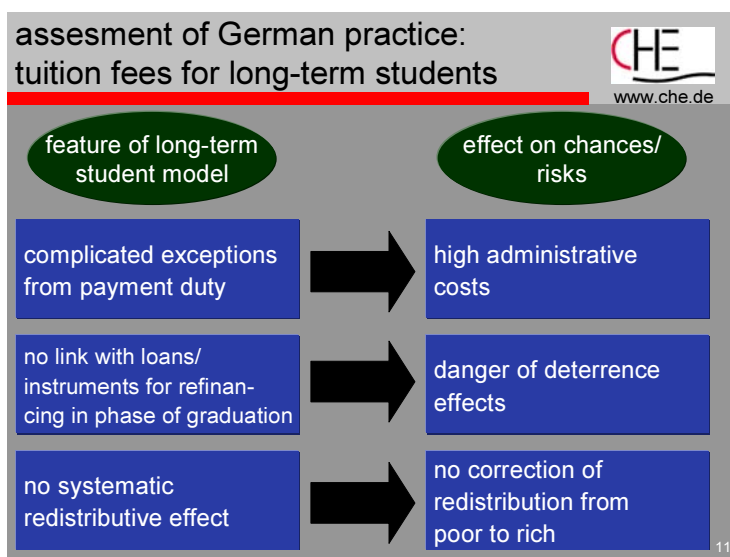 assesment of German practice:
tuition fees for long-term students
CHE
www.che.de
feature of long-term
student model
effect on chances/
risks
complicated exceptions
from payment duty
high administrative
costs
no link with loans/
instruments for refinan-
cing in phase of graduation
danger of deterrence
effects
no systematic
redistributive effect
no correction of
redistribution from
poor to rich
11